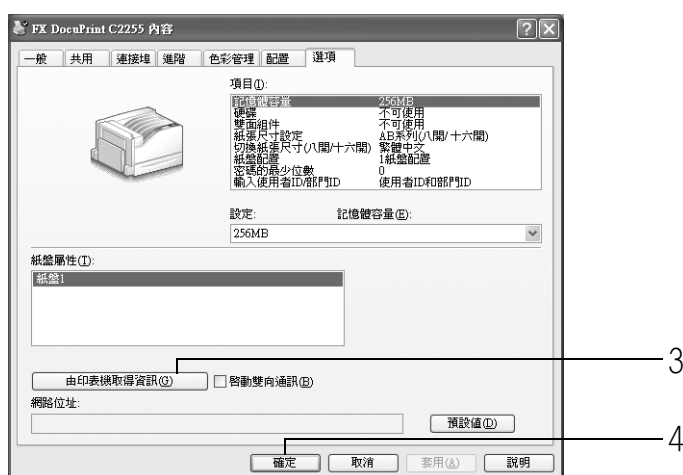 FX DocuPrint C2255 內容
一般 共用 連接埠 進階 色彩管理 配置 選項
項目(I):
記憶體容量 256MB
硬碟 不可使用
雙面組件 不可使用
紙張尺寸設定 AB系列(八開/十六開)
切換紙張尺寸(八開/十六開) 繁體中文
紙盤配置 1紙盤配置
密碼的最少位數 0
輸入使用者ID/部門ID 使用者ID和部門ID
設定: 記憶體容量(E):
256MB
紙盤屬性(T):
紙盤1
由印表機取得資訊(G) 啓動雙向通訊(B)
3
網路位址:
預設值(D)
4
確定 取消 套用(A) 說明